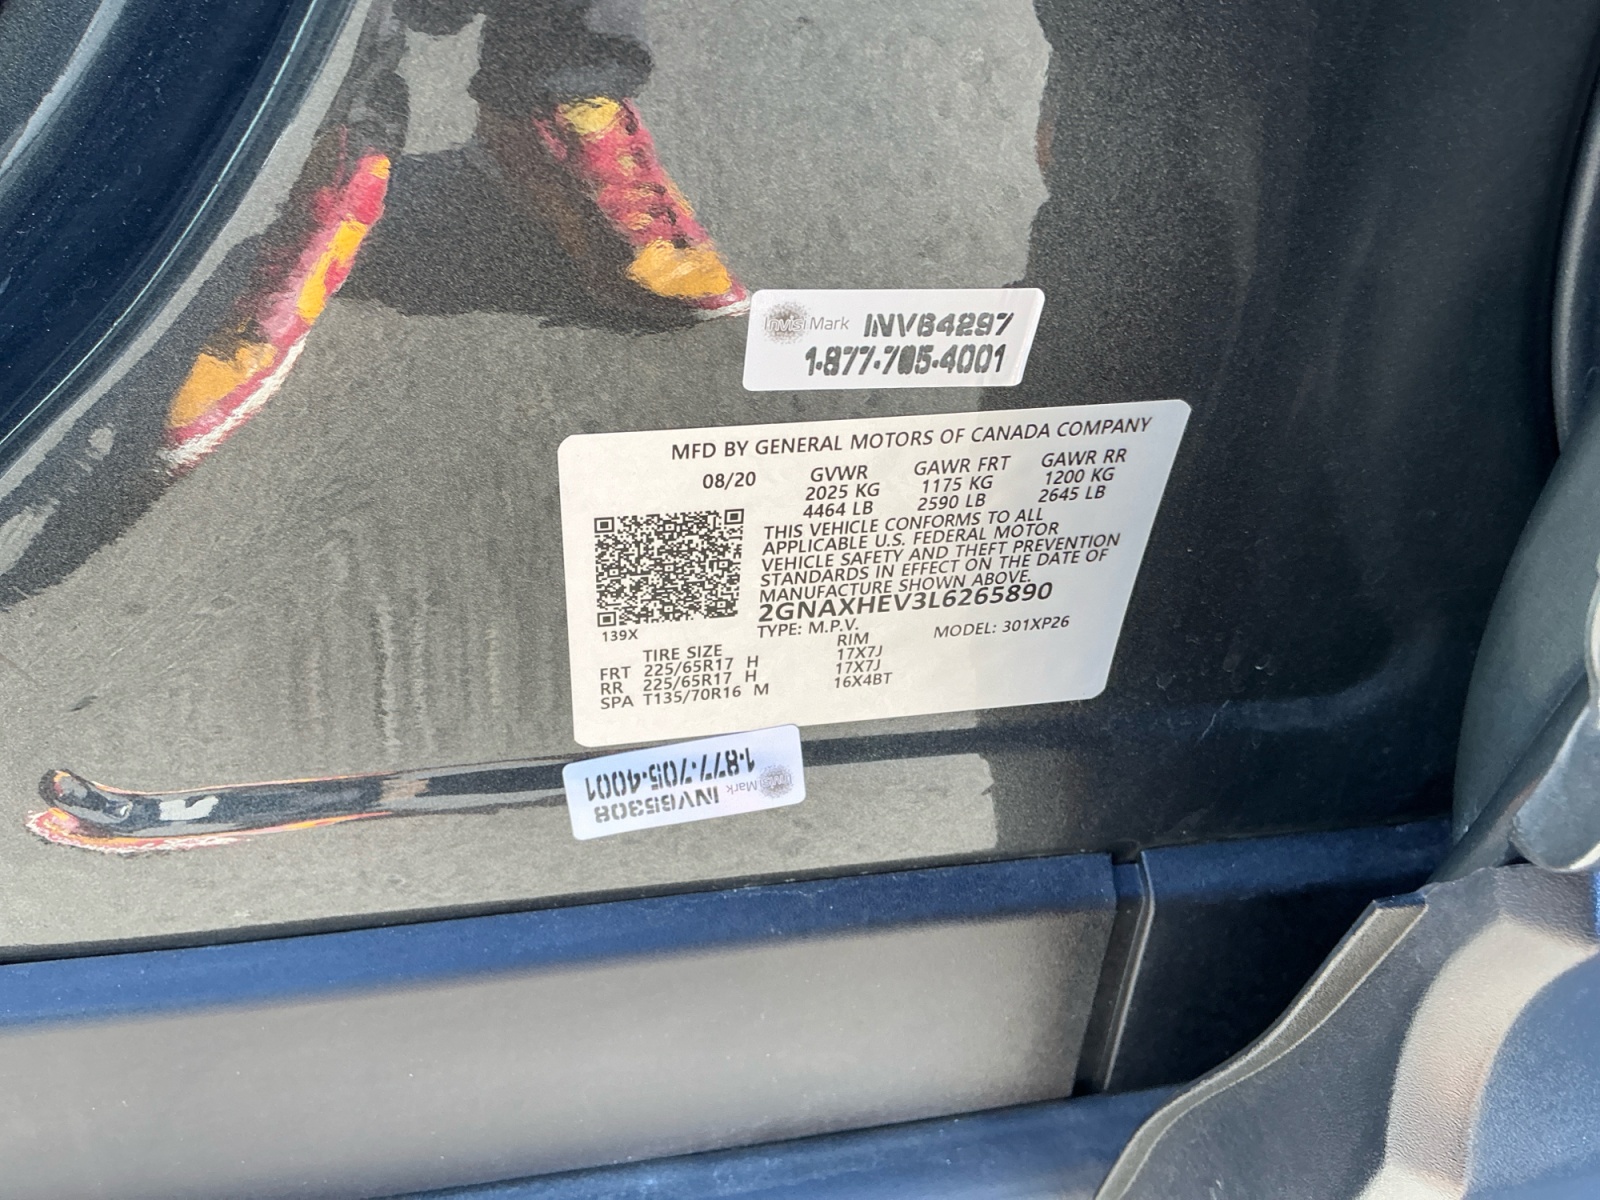 InvisiMark INV64297
1-877-705-4001
MFD BY GENERAL MOTORS OF CANADA COMPANY
08/20 GVWR GAWR FRT GAWR RR
2025 KG 1175 KG 1200 KG
4464 LB 2590 LB 2645 LB
THIS VEHICLE CONFORMS TO ALL
APPLICABLE U.S. FEDERAL MOTOR
VEHICLE SAFETY AND THEFT PREVENTION
STANDARDS IN EFFECT ON THE DATE OF
MANUFACTURE SHOWN ABOVE.
2GNAXHEV3L6265890
139X TYPE: M.P.V. MODEL: 301XP26
TIRE SIZE RIM
FRT 225/65R17 H 17X7J
RR 225/65R17 H 17X7J
SPA T135/70R16 M 16X4BT
InvisiMark INV65308
1-877-705-4001